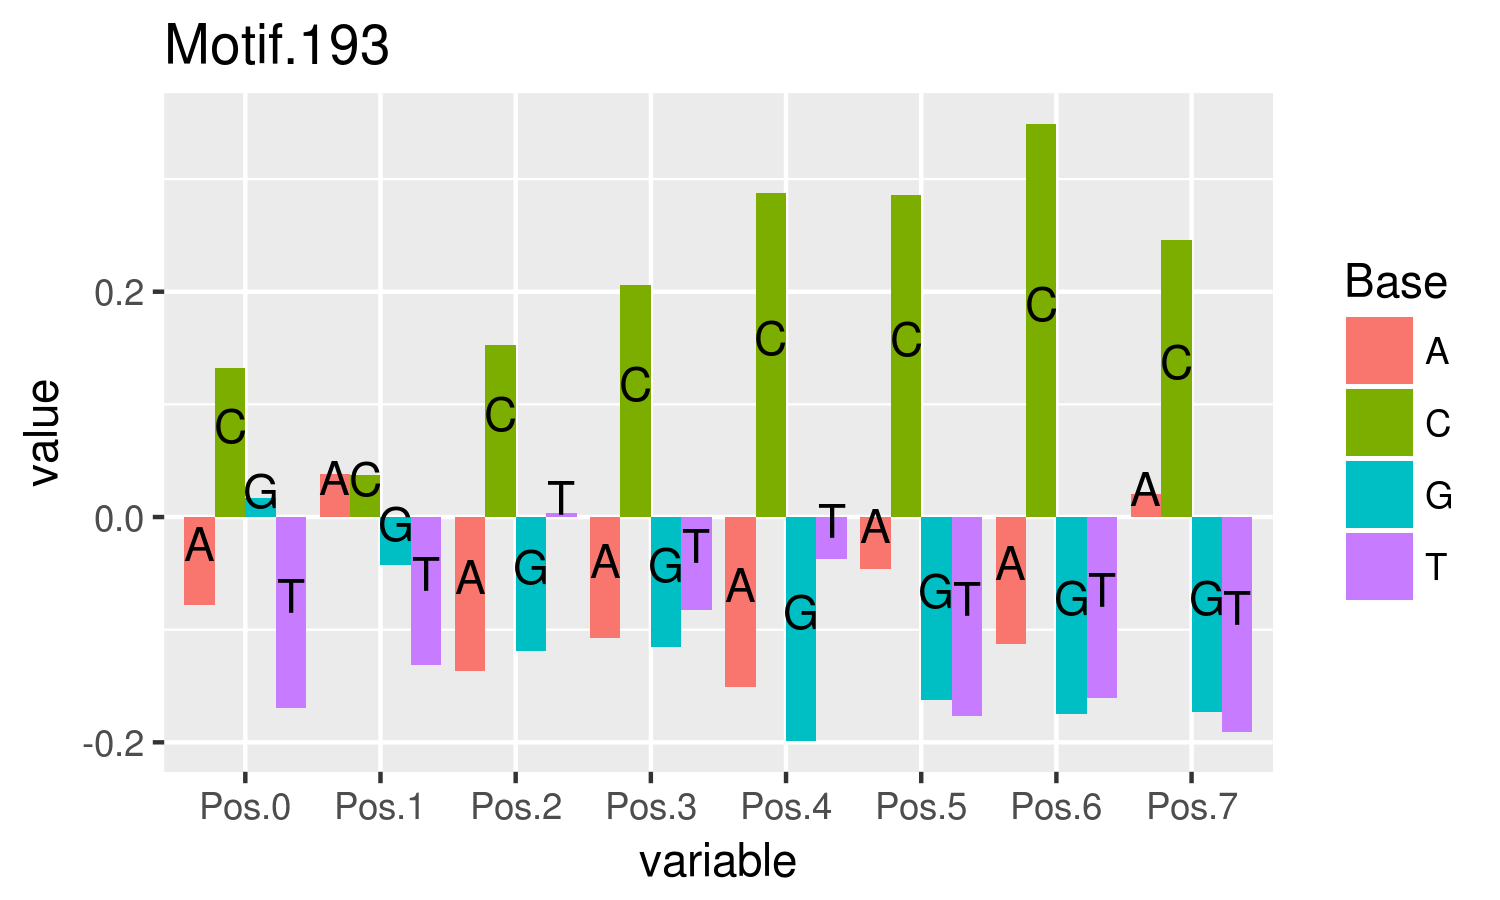 Motif.193
value
0.2
0.0
-0.2
A C G T
A C G T
A C G T
A C G T
A C G T
A C G T
A C G T
A C G T
Pos.0 Pos.1 Pos.2 Pos.3 Pos.4 Pos.5 Pos.6 Pos.7
variable
Base
A
C
G
T